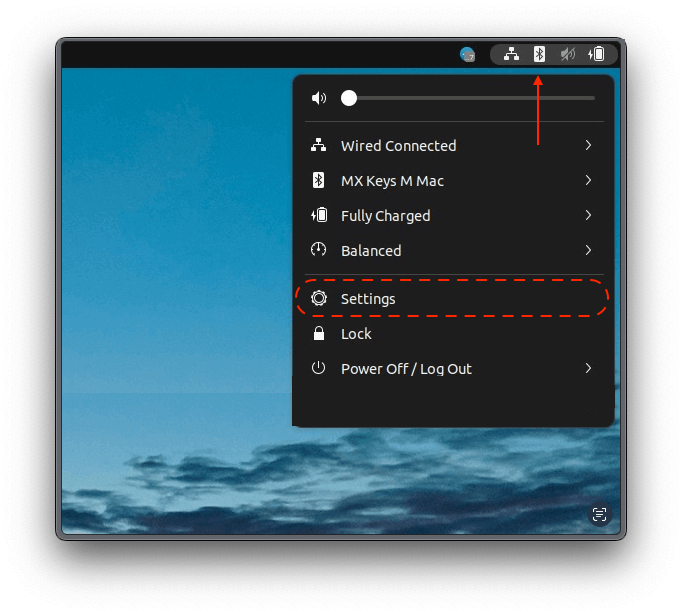 Wired Connected
MX Keys M Mac
Fully Charged
Balanced
Settings
Lock
Power Off / Log Out